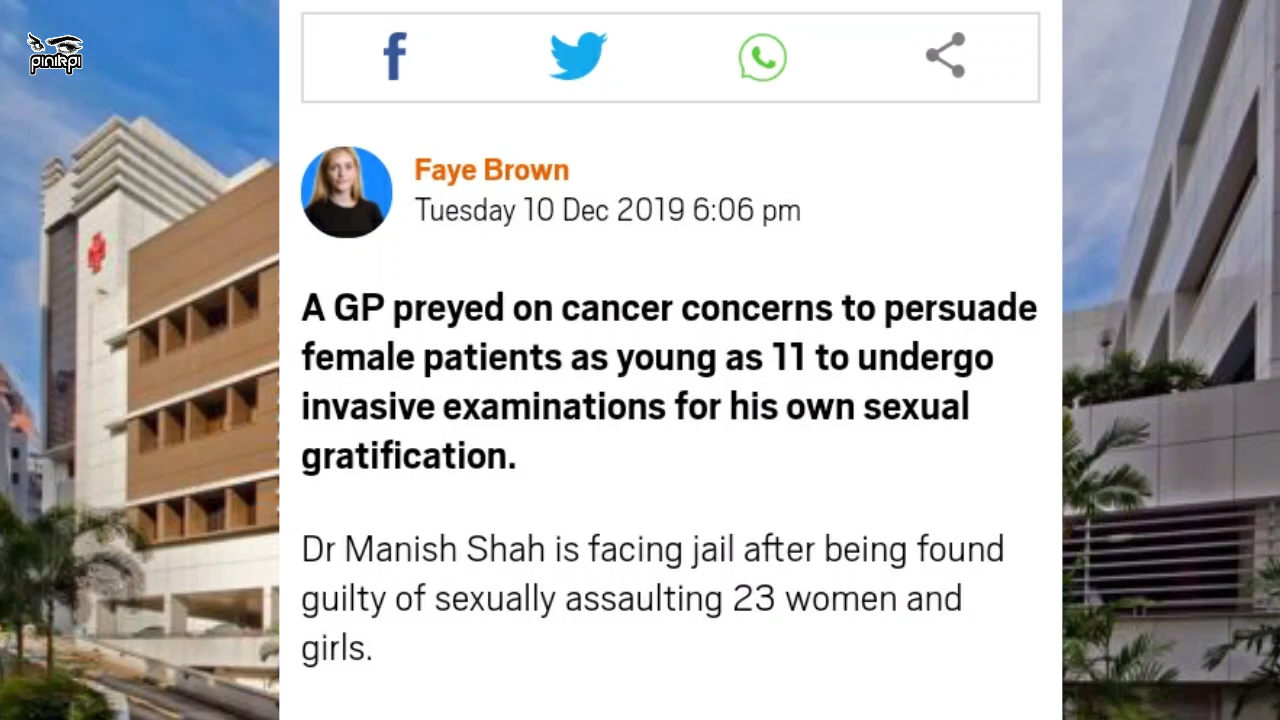 pinikpi
Faye Brown
Tuesday 10 Dec 2019 6:06 pm
A GP preyed on cancer concerns to persuade
female patients as young as 11 to undergo
invasive examinations for his own sexual
gratification.
Dr Manish Shah is facing jail after being found
guilty of sexually assaulting 23 women and
girls.